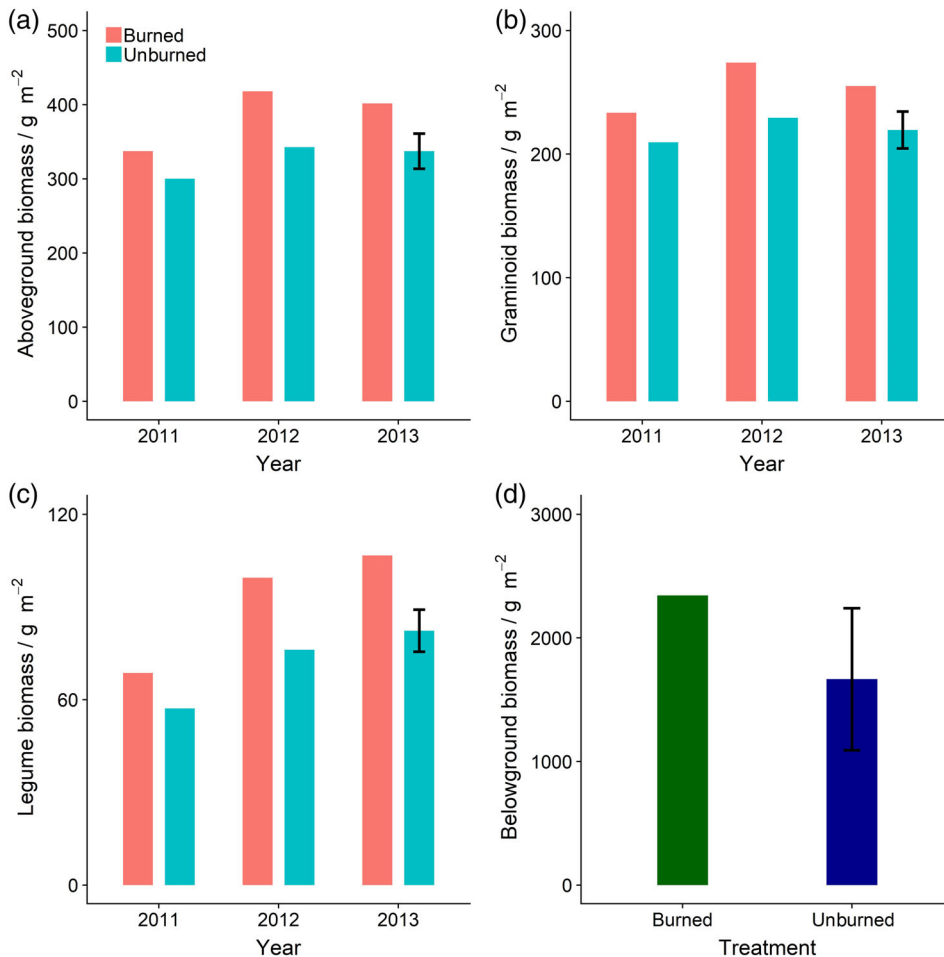 (a)
Aboveground biomass / g m⁻²
500
400
300
200
100
0
Burned
Unburned
2011 2012 2013
Year
(b)
Graminoid biomass / g m⁻²
300
200
100
0
2011 2012 2013
Year
(c)
Legume biomass / g m⁻²
120
60
0
2011 2012 2013
Year
(d)
Belowground biomass / g m⁻²
3000
2000
1000
0
Burned Unburned
Treatment